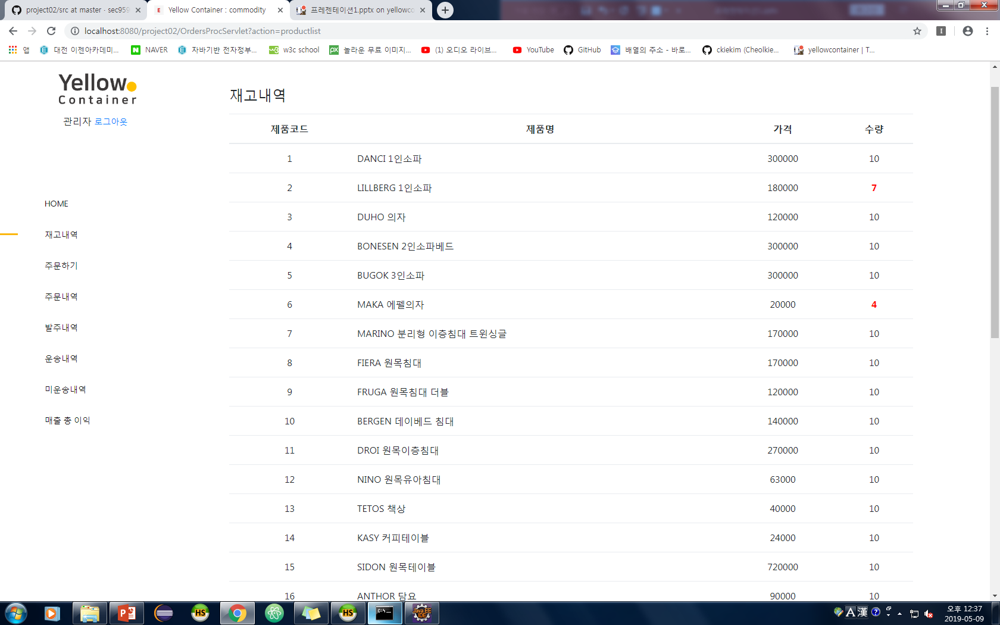 project02/src at master · sec959
Yellow Container : commodity
프레젠테이션1.pptx on yellowco
localhost:8080/project02/OrdersProcServlet?action=productlist
앱 대전 이젠아카데미... NAVER 자바기반 전자정부... w3c school 놀라운 무료 이미지... (1) 오디오 라이브... YouTube GitHub 배열의 주소 - 바로... ckiekim (Cheolkie... yellowcontainer | T...
Yellow
Container
관리자 로그아웃
HOME
재고내역
주문하기
주문내역
발주내역
운송내역
미운송내역
매출 총 이익
재고내역
제품코드 제품명 가격 수량
1 DANCI 1인소파 300000 10
2 LILLBERG 1인소파 180000 7
3 DUHO 의자 120000 10
4 BONESEN 2인소파베드 300000 10
5 BUGOK 3인소파 300000 10
6 MAKA 에펠의자 20000 4
7 MARINO 분리형 이층침대 트윈싱글 170000 10
8 FIERA 원목침대 170000 10
9 FRUGA 원목침대 더블 120000 10
10 BERGEN 데이베드 침대 140000 10
11 DROI 원목이층침대 270000 10
12 NINO 원목유아침대 63000 10
13 TETOS 책상 40000 10
14 KASY 커피테이블 24000 10
15 SIDON 원목테이블 720000 10
16 ANTHOR 담요 90000 10
A 漢
오후 12:37
2019-05-09